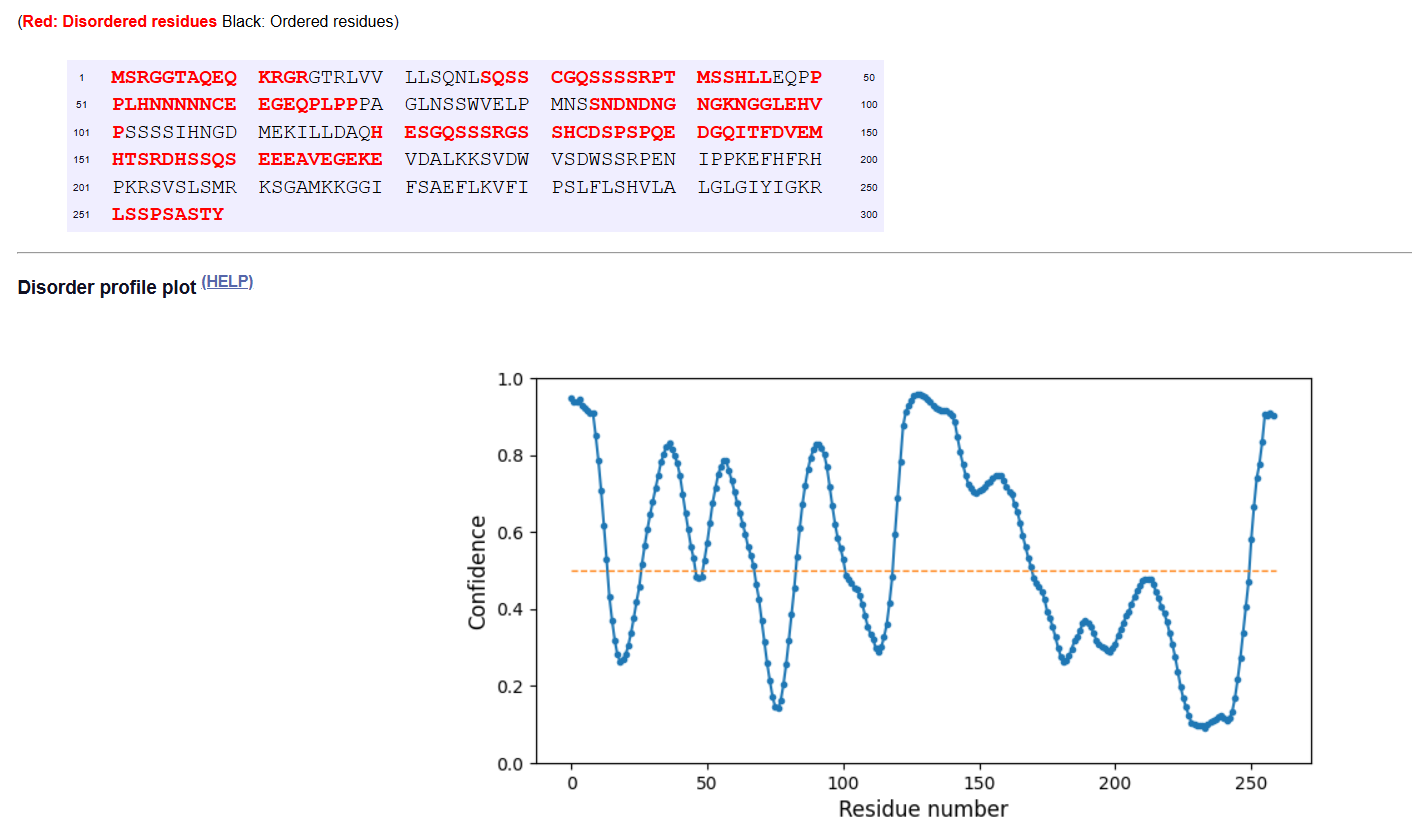 (Red: Disordered residues Black: Ordered residues)
1 MSRGGTAQEQ KRGRGTRLVV LLSQNLSQSS CGQSSSSRPT MSSHLLEQPP 50
51 PLHNNNNNCE EGEQPLPPPA GLNSSWVELP MNSSNDNDNG NGKNGGLEHV 100
101 PSSSSIHNGD MEKILLDAQH ESGQSSSRGS SHCDSPSPQE DGQITFDVEM 150
151 HTSRDHSSQS EEEAVEGEKE VDALKKSVDW VSDWSSRPEN IPPKEFHFRH 200
201 PKRSVSLSMR KSGAMKKGGI FSAEFLKVFI PSLFLSHVLA LGLGIYIGKR 250
251 LSSPSASTY 300
Disorder profile plot (HELP)
1.0
0.8
0.6
0.4
0.2
0.0
Confidence
0 50 100 150 200 250
Residue number